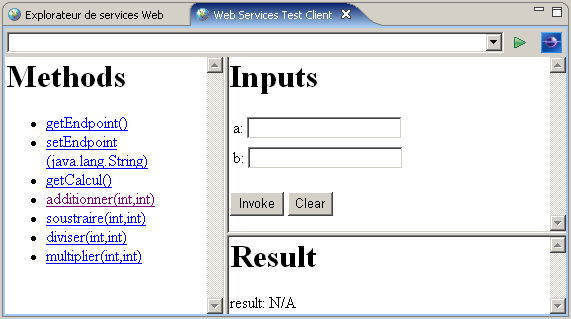 Explorateur de services Web
Web Services Test Client
Methods
getEndpoint()
setEndpoint
(java.lang.String)
getCalcul()
additionner(int,int)
soustraire(int,int)
diviser(int,int)
multiplier(int,int)
Inputs
a:
b:
Invoke Clear
Result
result: N/A